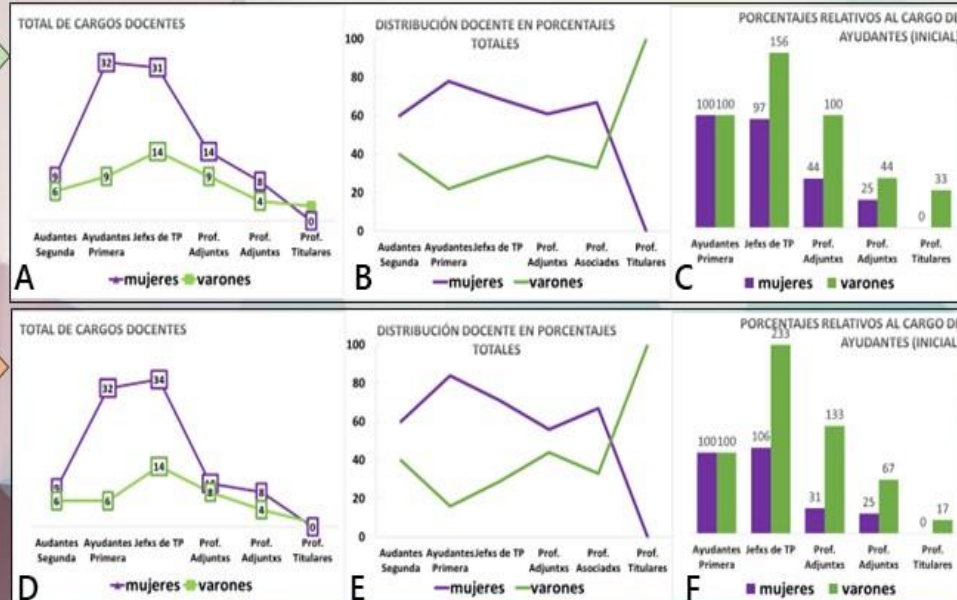 TOTAL DE CARGOS DOCENTES
32
31
14
14
9
9
9
8
6
4
0
Audantes Ayudantes Jefxs de TP Prof. Prof. Prof.
Segunda Primera Adjuntxs Adjuntxs Titulares
mujeres varones
A
DISTRIBUCIÓN DOCENTE EN PORCENTAJES
TOTALES
100
80
60
40
20
0
Audantes Ayudantes Jefxs de TP Prof. Prof. Prof.
Segunda Primera Adjuntxs Asociadxs Titulares
mujeres varones
B
PORCENTAJES RELATIVOS AL CARGO DE
AYUDANTES (INICIAL)
156
100 100 97 100
44 44
25 33
0
Ayudantes Jefxs de TP Prof. Prof. Prof.
Primera Adjuntxs Adjuntxs Titulares
mujeres varones
C
TOTAL DE CARGOS DOCENTES
32
34
14
8
8
6
6
4
0
Audantes Ayudantes Jefxs de TP Prof. Prof. Prof.
Segunda Primera Adjuntxs Adjuntxs Titulares
mujeres varones
D
DISTRIBUCIÓN DOCENTE EN PORCENTAJES
TOTALES
100
80
60
40
20
0
Audantes Ayudantes Jefxs de TP Prof. Prof. Prof.
Segunda Primera Adjuntxs Asociadxs Titulares
mujeres varones
E
PORCENTAJES RELATIVOS AL CARGO DE
AYUDANTES (INICIAL)
233
100 100 106 133
31 67
25 17
0
Ayudantes Jefxs de TP Prof. Prof. Prof.
Primera Adjuntxs Adjuntxs Titulares
mujeres varones
F